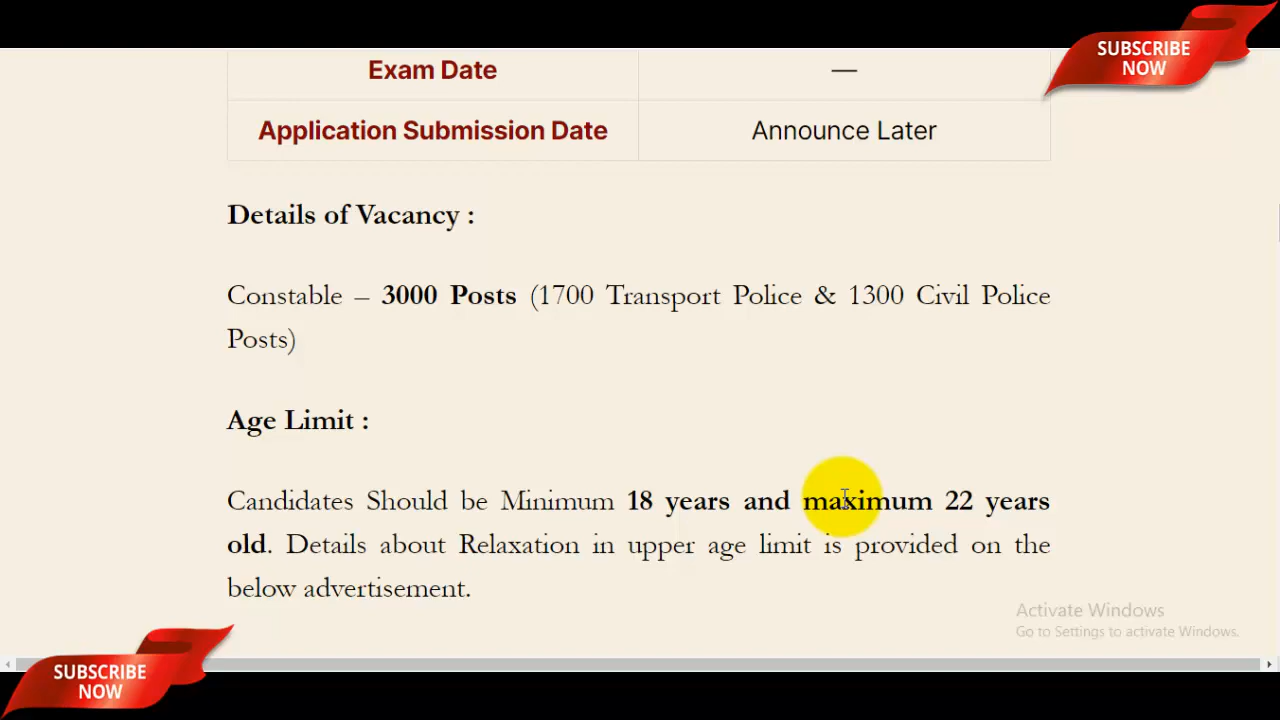 SUBSCRIBE
NOW
Exam Date —
Application Submission Date Announce Later
Details of Vacancy :
Constable – 3000 Posts (1700 Transport Police & 1300 Civil Police
Posts)
Age Limit :
Candidates Should be Minimum 18 years and maximum 22 years
old. Details about Relaxation in upper age limit is provided on the
below advertisement.
Activate Windows
Go to Settings to activate Windows.
SUBSCRIBE
NOW